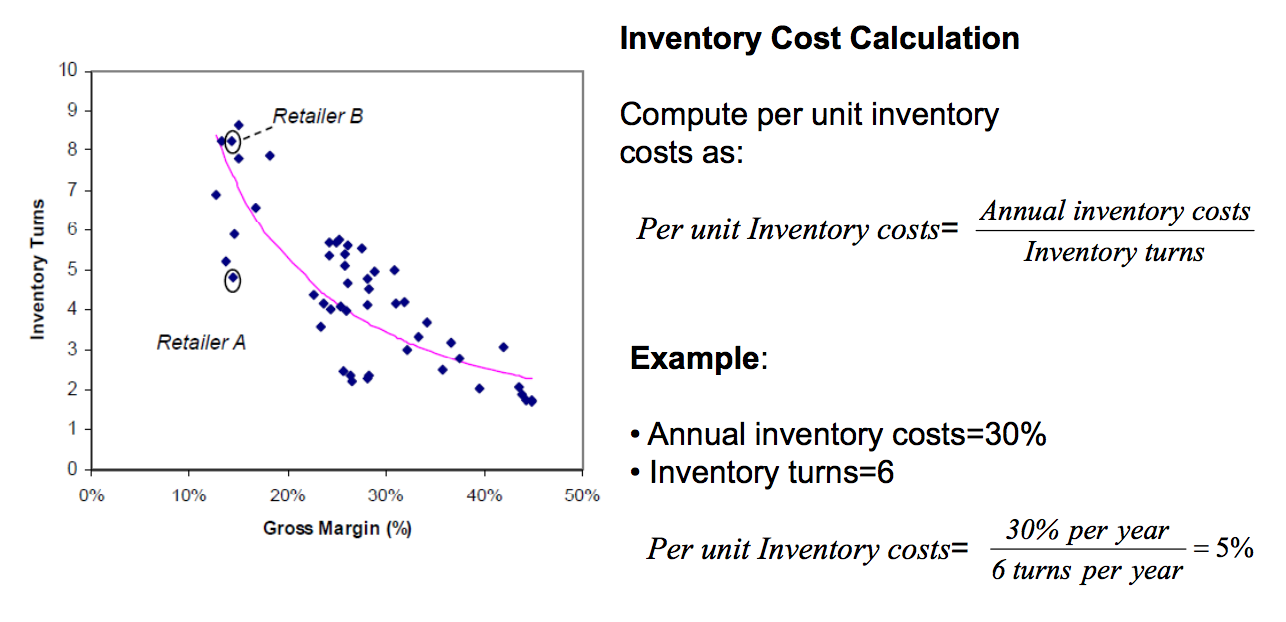 Inventory Cost Calculation
Compute per unit inventory
costs as:
Per unit Inventory costs=
Annual inventory costs
Inventory turns
Example:
• Annual inventory costs=30%
• Inventory turns=6
Per unit Inventory costs=
30% per year
6 turns per year
= 5%
10
9
8
7
6
5
4
3
2
1
0
Inventory Turns
Retailer B
Retailer A
0% 10% 20% 30% 40% 50%
Gross Margin (%)